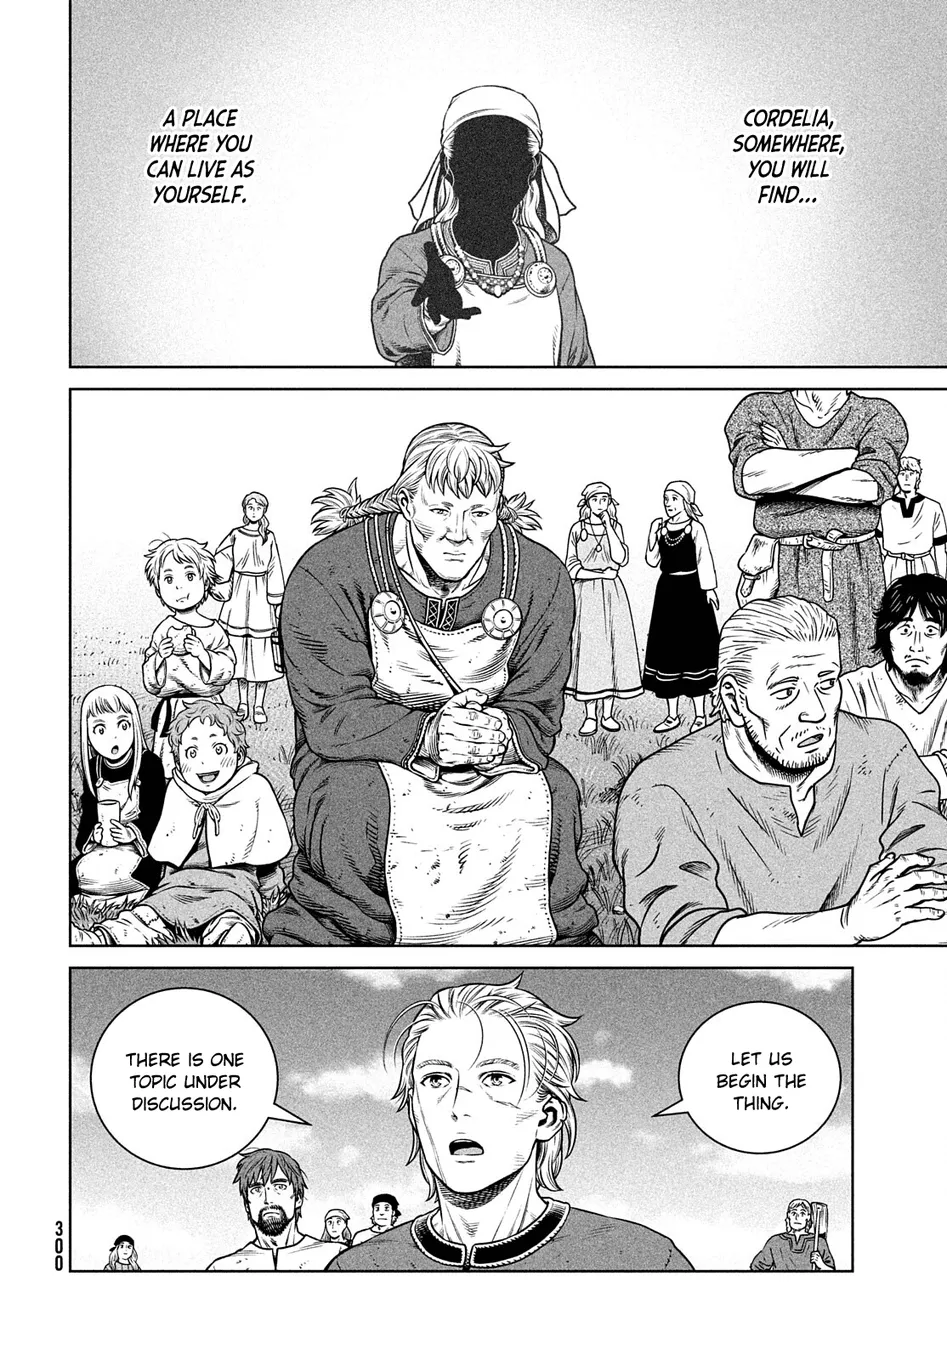 CORDELIA,
SOMEWHERE,
YOU WILL
FIND...
A PLACE
WHERE YOU
CAN LIVE AS
YOURSELF.
LET US
BEGIN THE
THING.
THERE IS ONE
TOPIC UNDER
DISCUSSION.
300